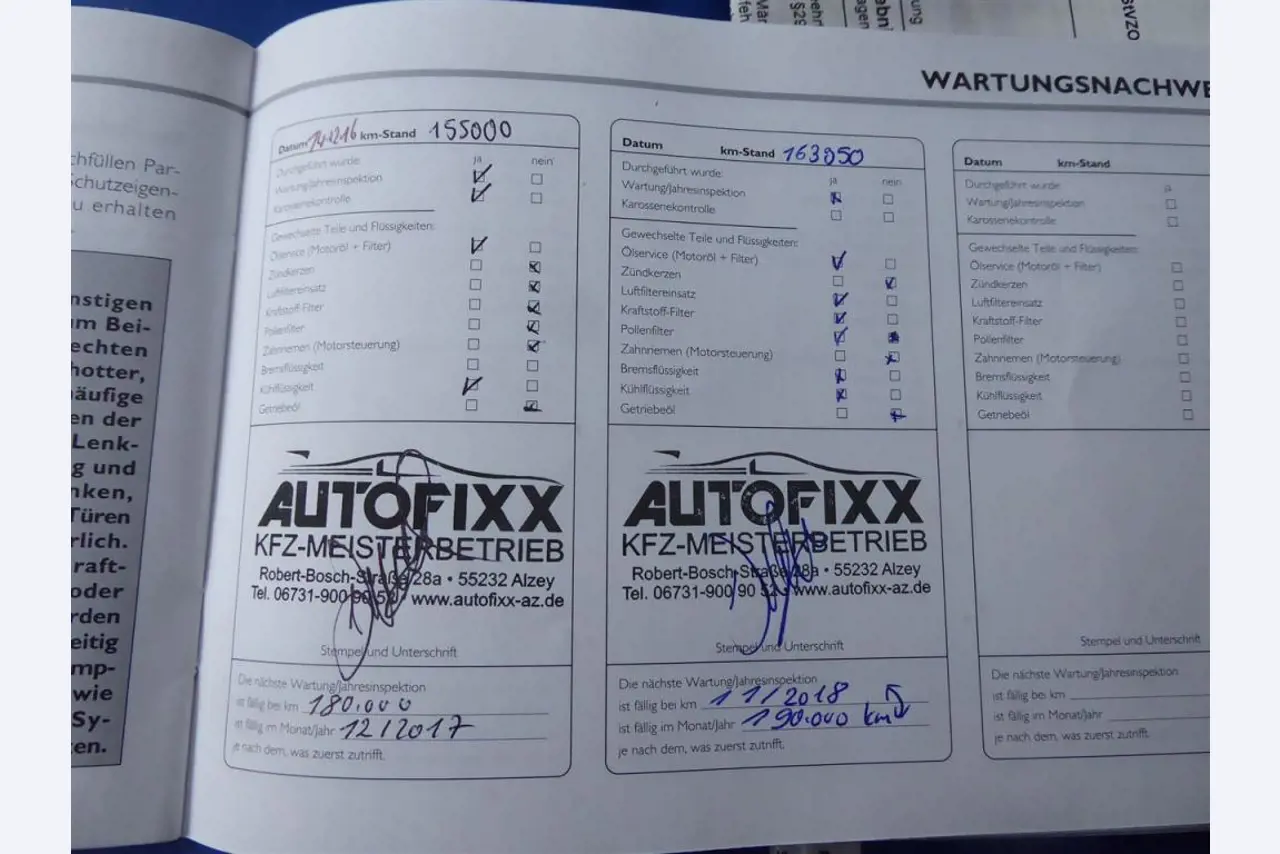 §29
StVZO
WARTUNGSNACHWE
chfüllen Par-
Schutzeigen-
u erhalten
nstigen
m Bei-
echten
hotter,
äufige
en der
Lenk-
g und
nken,
Türen
rlich.
raft-
oder
rden
eitig
mp-
wie
Sy-
en.
Datum 14.12.16 km-Stand 155000
Durchgeführt wurde: ja nein
Wartung/Jahresinspektion
Karosseriekontrolle
Gewechselte Teile und Flüssigkeiten:
Ölservice (Motoröl + Filter)
Zündkerzen
Luftfiltereinsatz
Kraftstoff-Filter
Pollenfilter
Zahnriemen (Motorsteuerung)
Bremsflüssigkeit
Kühlflüssigkeit
Getriebeöl
AUTOFIXX
KFZ-MEISTERBETRIEB
Robert-Bosch-Straße 28a • 55232 Alzey
Tel. 06731-900 90 52 www.autofixx-az.de
Stempel und Unterschrift
Die nächste Wartung/Jahresinspektion
ist fällig bei km 180.000
ist fällig im Monat/Jahr 12/2017
je nach dem, was zuerst zutrifft.
Datum km-Stand 163950
Durchgeführt wurde: ja nein
Wartung/Jahresinspektion
Karosseriekontrolle
Gewechselte Teile und Flüssigkeiten:
Ölservice (Motoröl + Filter)
Zündkerzen
Luftfiltereinsatz
Kraftstoff-Filter
Pollenfilter
Zahnriemen (Motorsteuerung)
Bremsflüssigkeit
Kühlflüssigkeit
Getriebeöl
AUTOFIXX
KFZ-MEISTERBETRIEB
Robert-Bosch-Straße 28a • 55232 Alzey
Tel. 06731-900 90 52 www.autofixx-az.de
Stempel und Unterschrift
Die nächste Wartung/Jahresinspektion
ist fällig bei km 11/2018
ist fällig im Monat/Jahr 190.000 km
je nach dem, was zuerst zutrifft.
Datum km-Stand
Durchgeführt wurde: ja
Wartung/Jahresinspektion
Karosseriekontrolle
Gewechselte Teile und Flüssigkeiten:
Ölservice (Motoröl + Filter)
Zündkerzen
Luftfiltereinsatz
Kraftstoff-Filter
Pollenfilter
Zahnriemen (Motorsteuerung)
Bremsflüssigkeit
Kühlflüssigkeit
Getriebeöl
Stempel und Unterschrift
Die nächste Wartung/Jahresinspektion
ist fällig bei km
ist fällig im Monat/Jahr
je nach dem, was zuerst zutrifft.